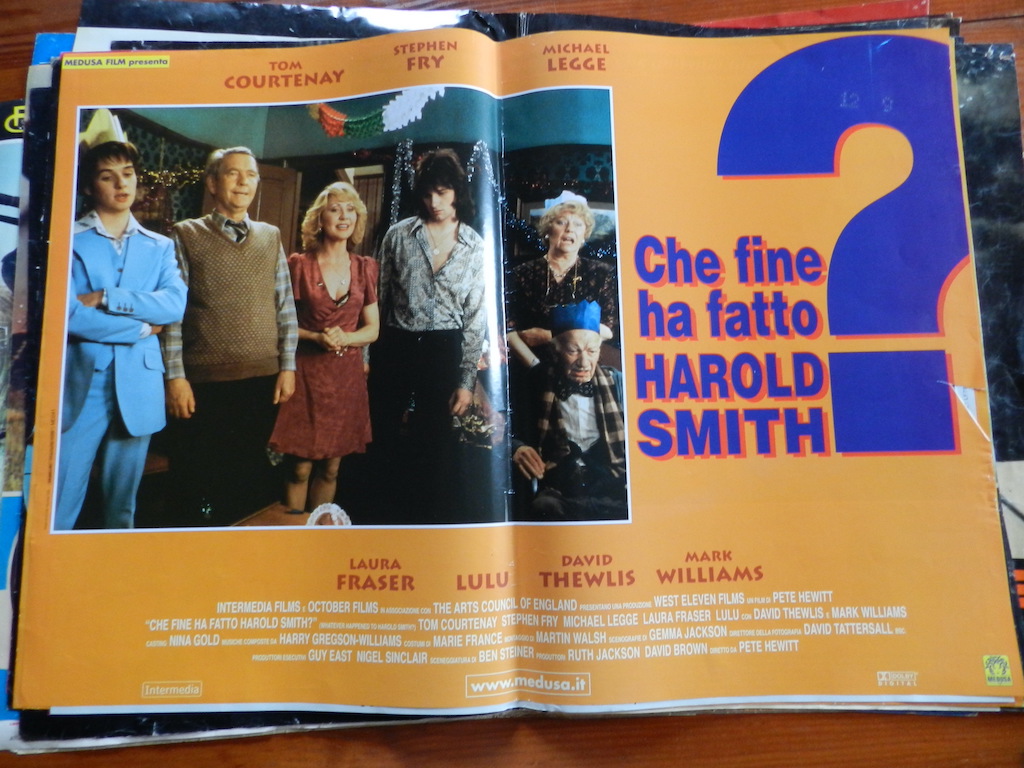 MEDUSA FILM presenta
TOM
COURTENAY
STEPHEN
FRY
MICHAEL
LEGGE
12 9
?
Che fine
ha fatto
HAROLD
SMITH
LAURA
FRASER
LULU
DAVID
THEWLIS
MARK
WILLIAMS
INTERMEDIA FILMS E OCTOBER FILMS IN ASSOCIAZIONE CON THE ARTS COUNCIL OF ENGLAND PRESENTANO UNA PRODUZIONE WEST ELEVEN FILMS UN FILM DI PETE HEWITT
"CHE FINE HA FATTO HAROLD SMITH?" (WHATEVER HAPPENED TO HAROLD SMITH?) TOM COURTENAY STEPHEN FRY MICHAEL LEGGE LAURA FRASER LULU CON DAVID THEWLIS E MARK WILLIAMS
CASTING NINA GOLD MUSICHE COMPOSTE DA HARRY GREGSON-WILLIAMS COSTUMI DI MARIE FRANCE MONTAGGIO DI MARTIN WALSH SCENOGRAFIE DI GEMMA JACKSON DIRETTORE DELLA FOTOGRAFIA DAVID TATTERSALL BSC
PRODUTTORI ESECUTIVI GUY EAST NIGEL SINCLAIR SCENEGGIATURA DI BEN STEINER PRODUTTORI RUTH JACKSON DAVID BROWN DIRETTO DA PETE HEWITT
Intermedia
www.medusa.it
DOLBY
DIGITAL
MEDUSA